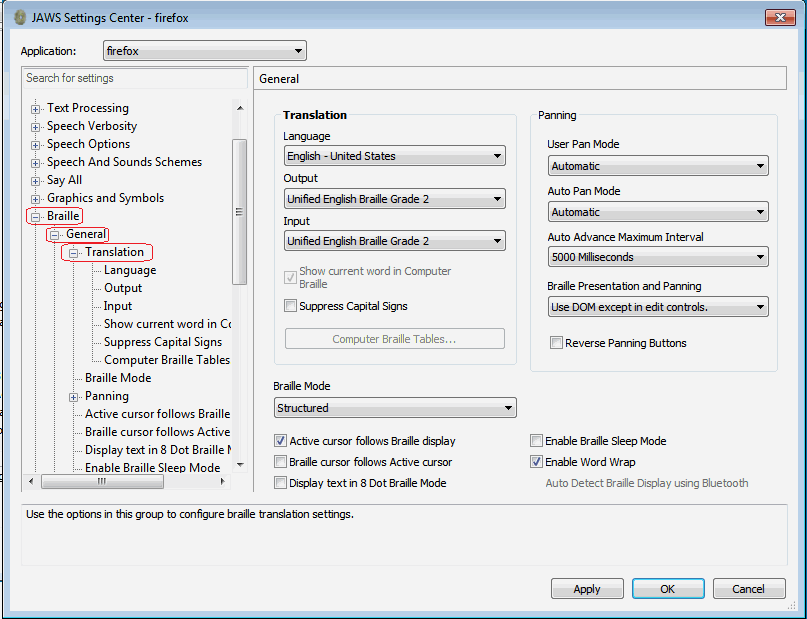 JAWS Settings Center - firefox
Application:
firefox
Search for settings
Text Processing
Speech Verbosity
Speech Options
Speech And Sounds Schemes
Say All
Graphics and Symbols
Braille
General
Translation
Language
Output
Input
Show current word in Co
Suppress Capital Signs
Computer Braille Tables
Braille Mode
Panning
Active cursor follows Braille
Braille cursor follows Active
Display text in 8 Dot Braille M
Enable Braille Sleep Mode
General
Translation
Language
English - United States
Output
Unified English Braille Grade 2
Input
Unified English Braille Grade 2
Show current word in Computer
Braille
Suppress Capital Signs
Computer Braille Tables...
Panning
User Pan Mode
Automatic
Auto Pan Mode
Automatic
Auto Advance Maximum Interval
5000 Milliseconds
Braille Presentation and Panning
Use DOM except in edit controls.
Reverse Panning Buttons
Braille Mode
Structured
Active cursor follows Braille display
Braille cursor follows Active cursor
Display text in 8 Dot Braille Mode
Enable Braille Sleep Mode
Enable Word Wrap
Auto Detect Braille Display using Bluetooth
Use the options in this group to configure braille translation settings.
Apply
OK
Cancel